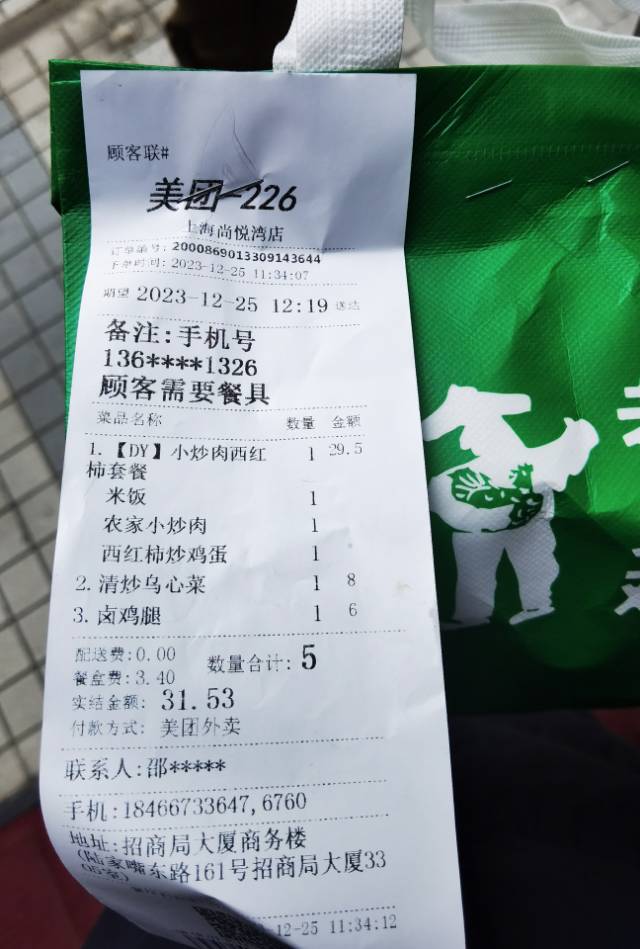 顾客联#
美团-226
上海尚悦湾店
订单编号: 2000869013309143644
下单时间: 2023-12-25 11:34:07
期望 2023-12-25 12:19 送达
备注:手机号
136****1326
顾客需要餐具
菜品名称 数量 金额
1.【DY】小炒肉西红 1 29.5
柿套餐
米饭 1
农家小炒肉 1
西红柿炒鸡蛋 1
2.清炒乌心菜 1 8
3.卤鸡腿 1 6
配送费:0.00 数量合计: 5
餐盒费: 3.40
实结金额: 31.53
付款方式: 美团外卖
联系人:邵*****
手机:18466733647,6760
地址:招商局大厦商务楼
(陆家嘴东路161号招商局大厦33
05室)
12-25 11:34:12